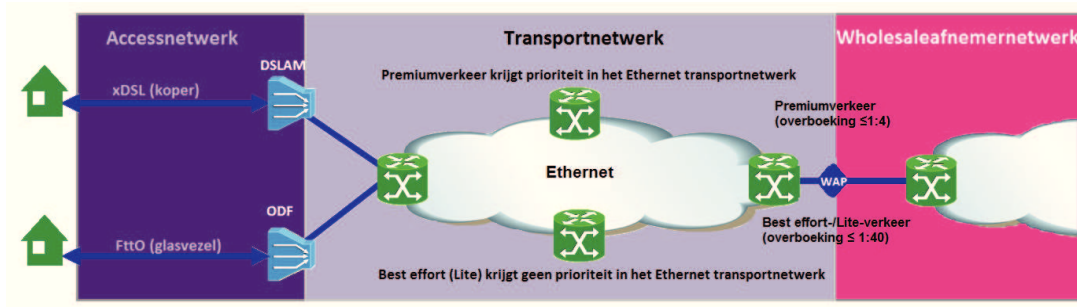 Accessnetwerk
Transportnetwerk
Wholesaleafnemernetwerk
DSLAM
Premiumverkeer krijgt prioriteit in het Ethernet transportnetwerk
xDSL (koper)
Premiumverkeer
(overboeking ≤1:4)
Ethernet
WAP
ODF
Best effort-/Lite-verkeer
(overboeking ≤ 1:40)
FttO (glasvezel)
Best effort (Lite) krijgt geen prioriteit in het Ethernet transportnetwerk